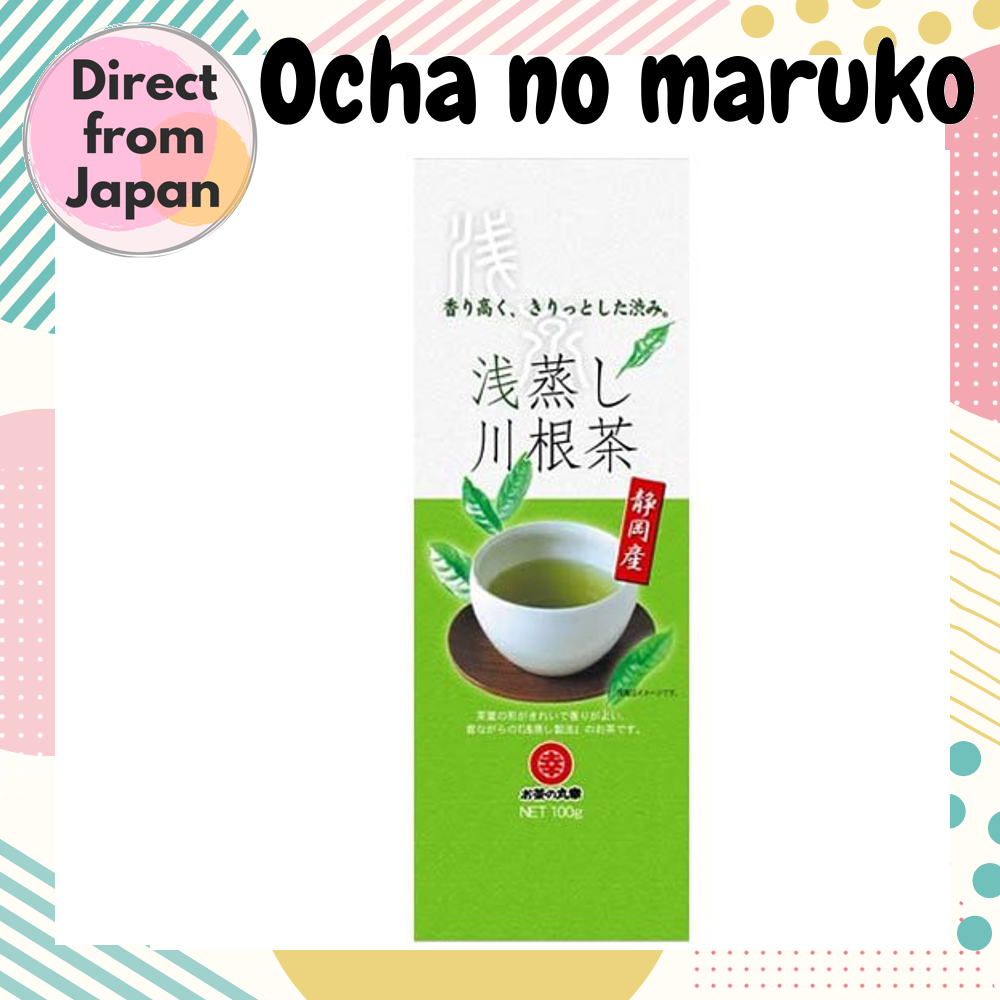 Direct
from
Japan
Ocha no maruko
浅
香り高く、きりっとした渋み。
浅蒸し
川根茶
静岡産
茶葉の形がきれいで香りがよい、
昔ながらの『浅蒸し製法』のお茶です。
幸
お茶の丸幸
NET 100g